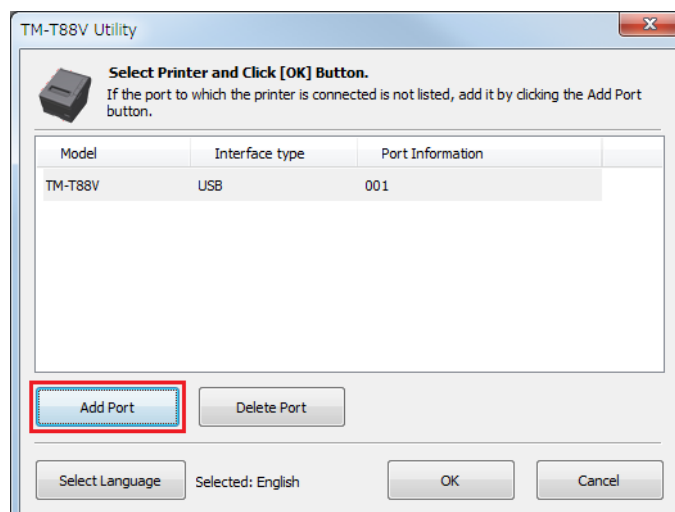 TM-T88V Utility
Select Printer and Click [OK] Button.
If the port to which the printer is connected is not listed, add it by clicking the Add Port
button.
Model Interface type Port Information
TM-T88V USB 001
Add Port Delete Port
Select Language Selected: English OK Cancel